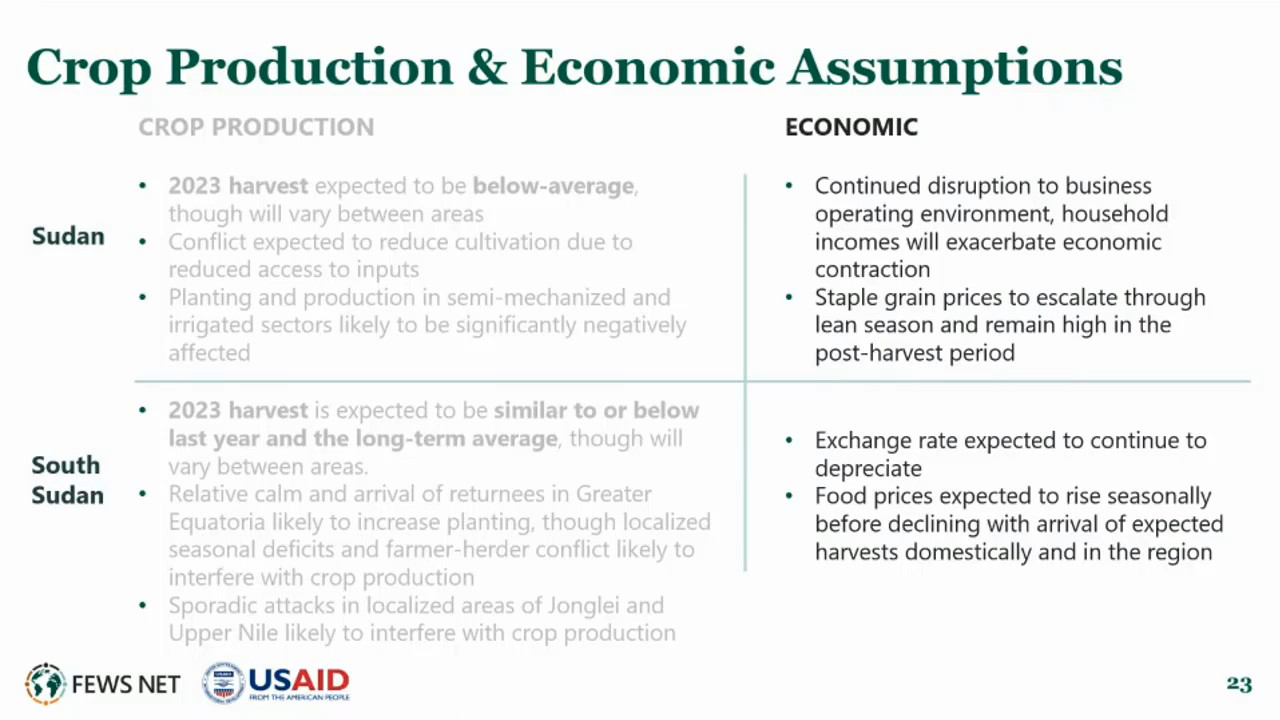 Crop Production & Economic Assumptions
CROP PRODUCTION
ECONOMIC
Sudan
• 2023 harvest expected to be below-average,
though will vary between areas
• Conflict expected to reduce cultivation due to
reduced access to inputs
• Planting and production in semi-mechanized and
irrigated sectors likely to be significantly negatively
affected
• Continued disruption to business
operating environment, household
incomes will exacerbate economic
contraction
• Staple grain prices to escalate through
lean season and remain high in the
post-harvest period
South
Sudan
• 2023 harvest is expected to be similar to or below
last year and the long-term average, though will
vary between areas.
• Relative calm and arrival of returnees in Greater
Equatoria likely to increase planting, though localized
seasonal deficits and farmer-herder conflict likely to
interfere with crop production
• Sporadic attacks in localized areas of Jonglei and
Upper Nile likely to interfere with crop production
• Exchange rate expected to continue to
depreciate
• Food prices expected to rise seasonally
before declining with arrival of expected
harvests domestically and in the region
FEWS NET
USAID
FROM THE AMERICAN PEOPLE
23